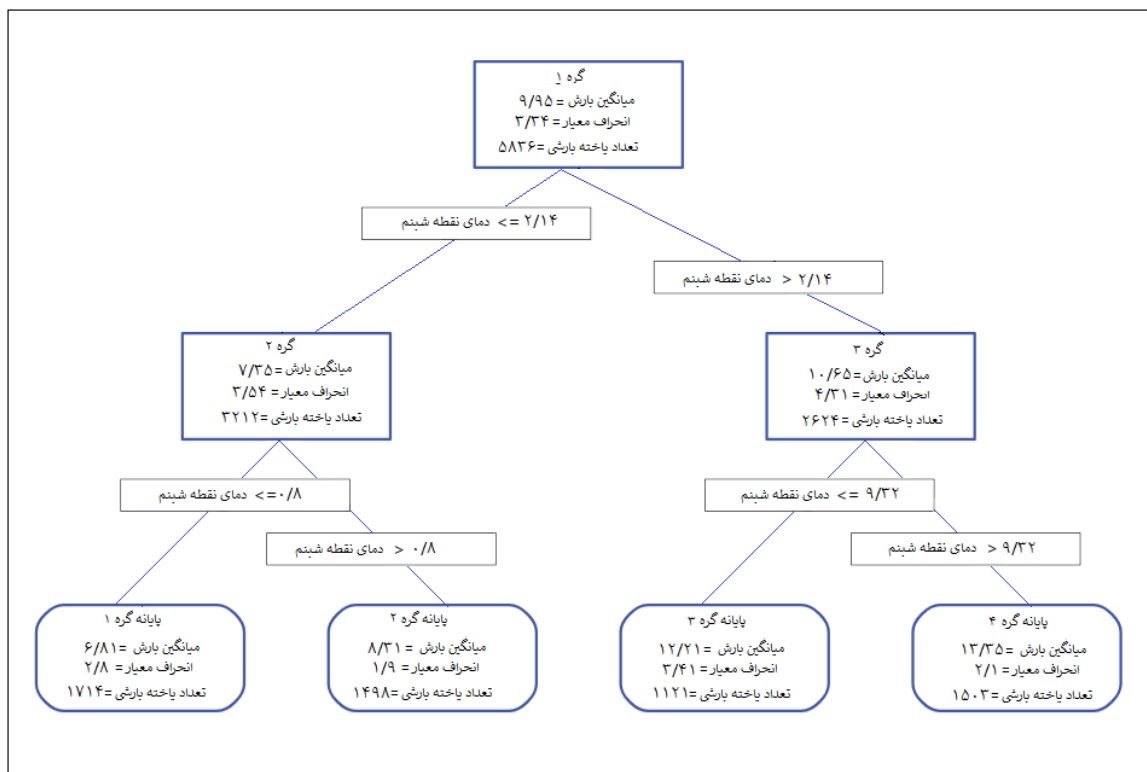 گره ۱
میانگین بارش = ۹/۹۵
انحراف معیار = ۳/۳۴
تعداد یاخته بارشی =۵۸۳۶
دمای نقطه شبنم <= ۲/۱۴
دمای نقطه شبنم > ۲/۱۴
گره ۲
میانگین بارش =۷/۳۵
انحراف معیار = ۳/۵۴
تعداد یاخته بارشی =۳۲۱۲
گره ۳
میانگین بارش =۱۰/۶۵
انحراف معیار =۴/۳۱
تعداد یاخته بارشی =۲۶۲۴
دمای نقطه شبنم <=۰/۸
دمای نقطه شبنم > ۰/۸
دمای نقطه شبنم <= ۹/۳۲
دمای نقطه شبنم > ۹/۳۲
پایانه گره ۱
میانگین بارش =۶/۸۱
انحراف معیار =۲/۸
تعداد یاخته بارشی =۱۷۱۴
پایانه گره ۲
میانگین بارش =۸/۳۱
انحراف معیار =۱/۹
تعداد یاخته بارشی =۱۴۹۸
پایانه گره ۳
میانگین بارش =۱۲/۲۱
انحراف معیار =۳/۴۱
تعداد یاخته بارشی =۱۱۲۱
پایانه گره ۴
میانگین بارش =۱۳/۳۵
انحراف معیار =۲/۱
تعداد یاخته بارشی =۱۵۰۳